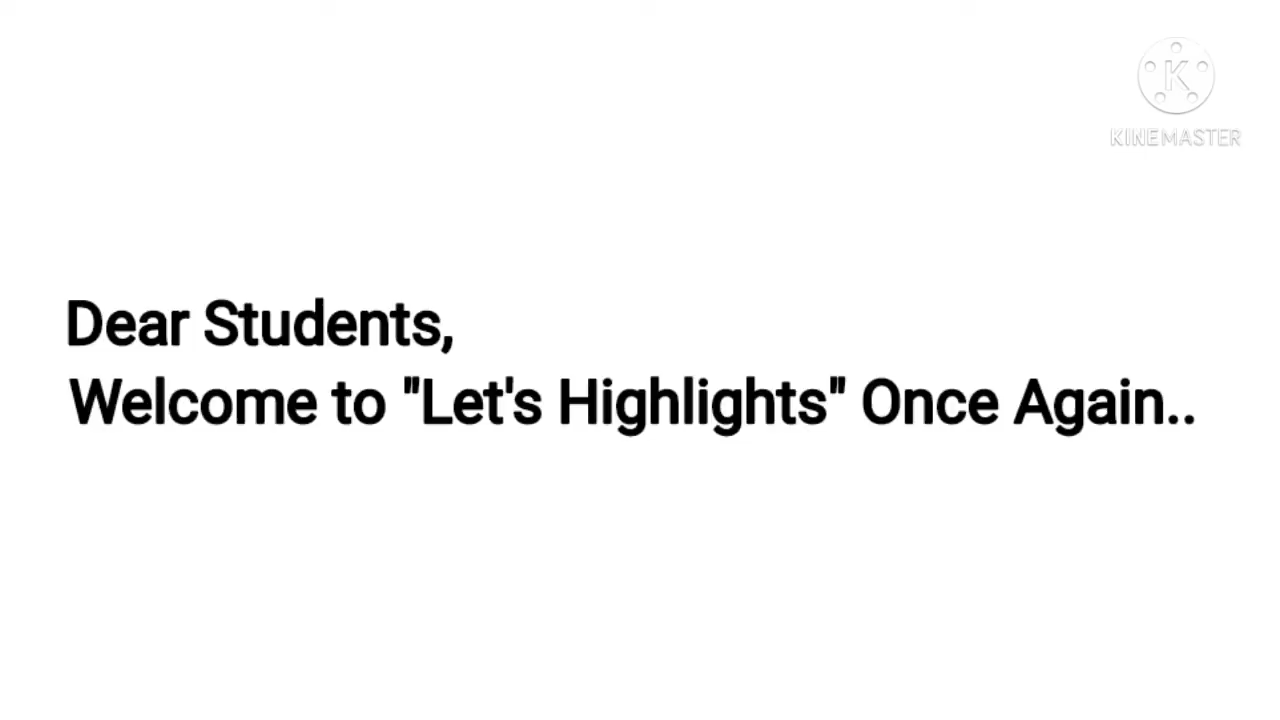 K
KINEMASTER
Dear Students,
Welcome to "Let's Highlights" Once Again..